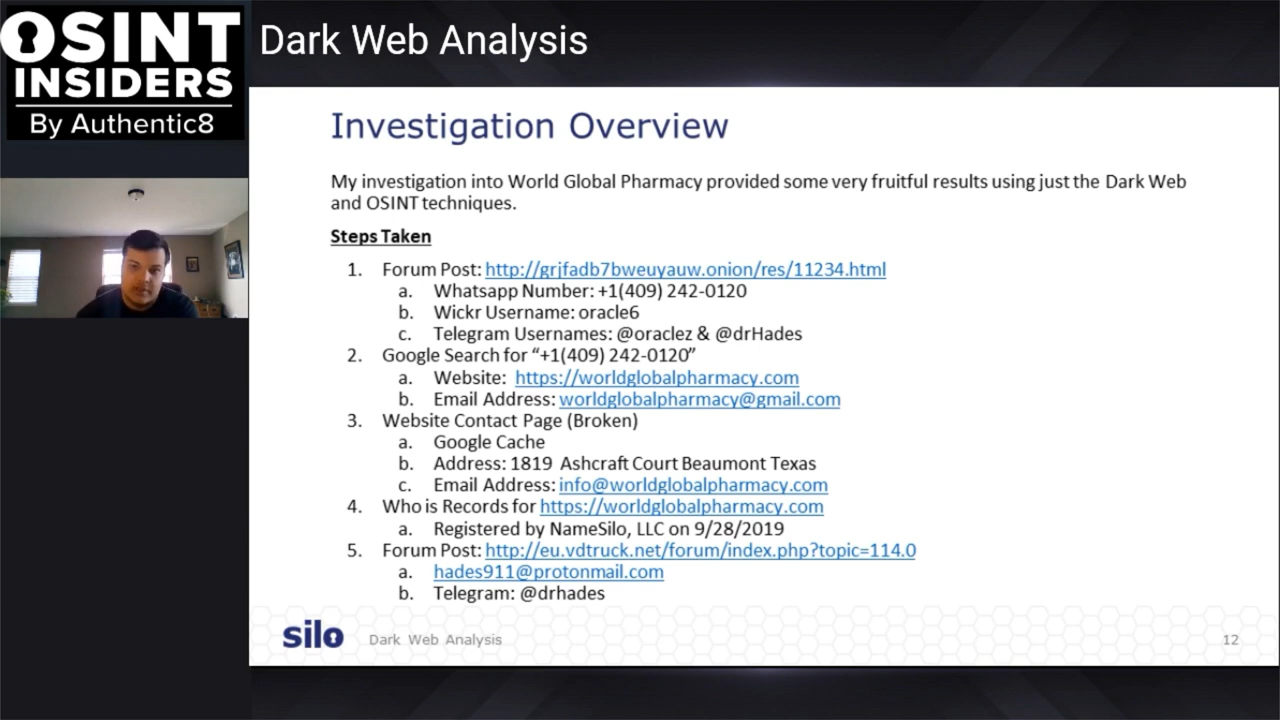 OSINT
INSIDERS
By Authentic8
Dark Web Analysis
Investigation Overview
My investigation into World Global Pharmacy provided some very fruitful results using just the Dark Web
and OSINT techniques.
Steps Taken
1. Forum Post: http://grjfadb7bweuyauw.onion/res/11234.html
a. Whatsapp Number: +1(409) 242-0120
b. Wickr Username: oracle6
c. Telegram Usernames: @oraclez & @drHades
2. Google Search for “+1(409) 242-0120”
a. Website: https://worldglobalpharmacy.com
b. Email Address: worldglobalpharmacy@gmail.com
3. Website Contact Page (Broken)
a. Google Cache
b. Address: 1819 Ashcraft Court Beaumont Texas
c. Email Address: info@worldglobalpharmacy.com
4. Who is Records for https://worldglobalpharmacy.com
a. Registered by NameSilo, LLC on 9/28/2019
5. Forum Post: http://eu.vdtruck.net/forum/index.php?topic=114.0
a. hades911@protonmail.com
b. Telegram: @drhades
silo Dark Web Analysis 12